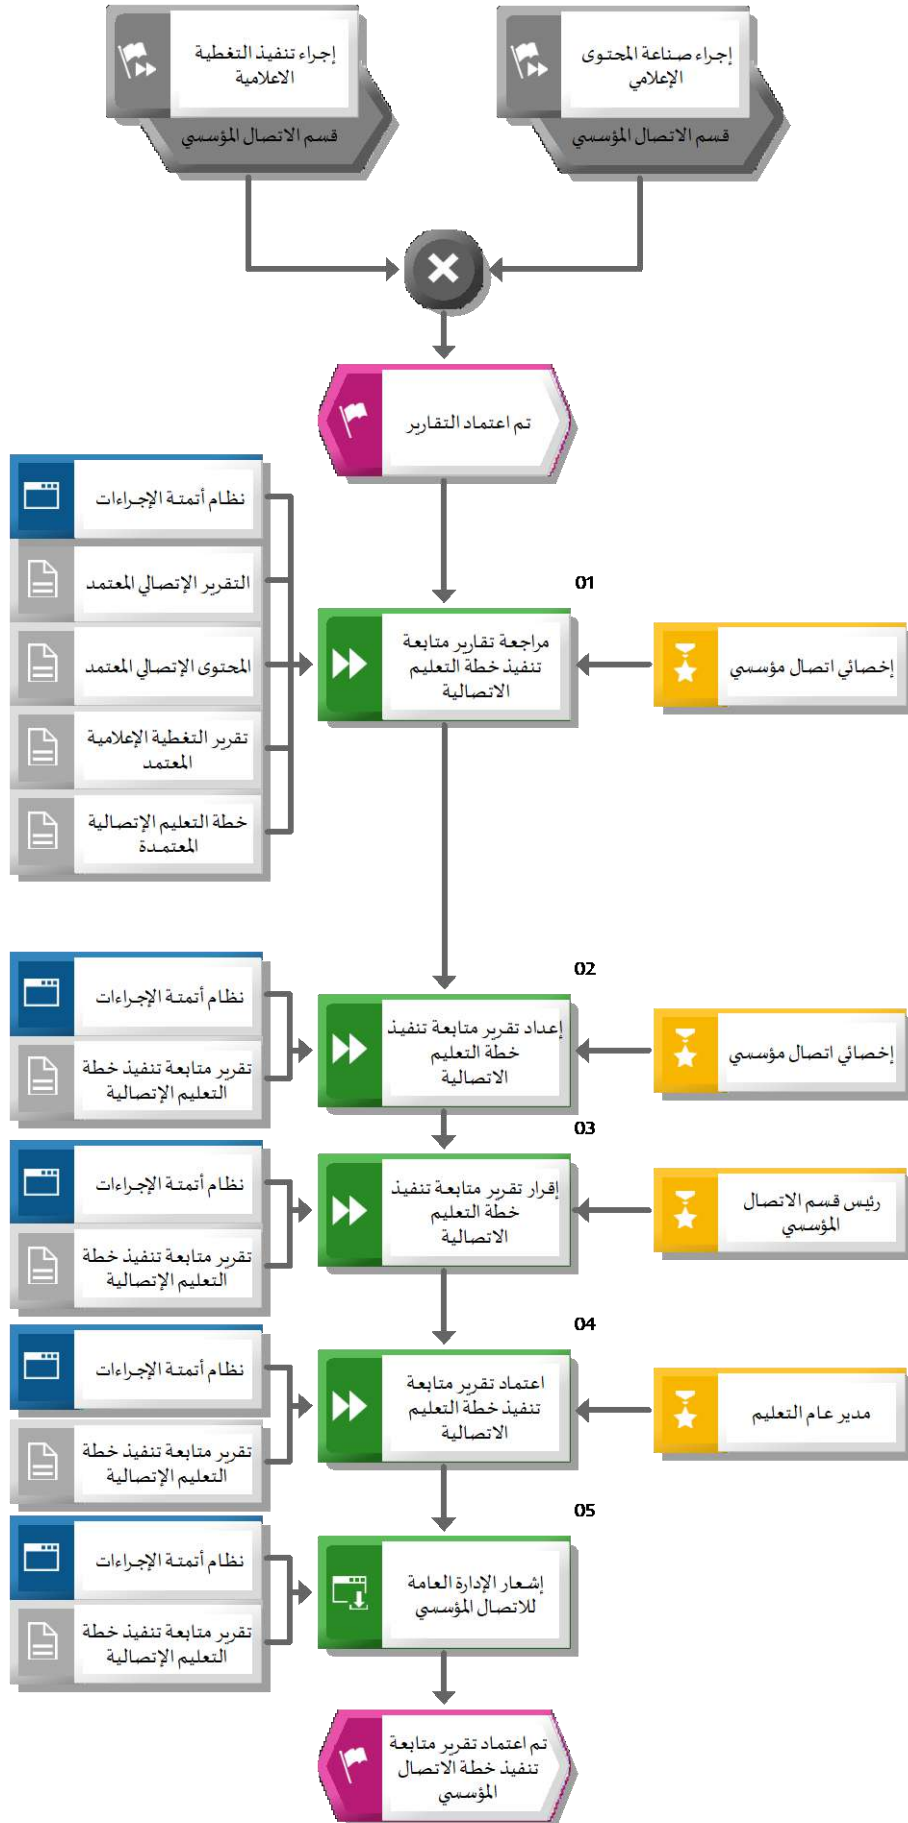 إجراء صناعة المحتوى
الإعلامي
قسم الاتصال المؤسسي
إجراء تنفيذ التغطية
الاعلامية
قسم الاتصال المؤسسي
تم اعتماد التقارير
01
إخصائي اتصال مؤسسي
مراجعة تقارير متابعة
تنفيذ خطة التعليم
الاتصالية
نظام أتمتة الإجراءات
التقرير الإتصالي المعتمد
المحتوى الإتصالي المعتمد
تقرير التغطية الإعلامية
المعتمد
خطة التعليم الإتصالية
المعتمدة
02
إخصائي اتصال مؤسسي
إعداد تقرير متابعة تنفيذ
خطة التعليم
الاتصالية
نظام أتمتة الإجراءات
تقرير متابعة تنفيذ خطة
التعليم الإتصالية
03
رئيس قسم الاتصال
المؤسسي
إقرار تقرير متابعة تنفيذ
خطة التعليم
الاتصالية
نظام أتمتة الإجراءات
تقرير متابعة تنفيذ خطة
التعليم الإتصالية
04
مدير عام التعليم
اعتماد تقرير متابعة
تنفيذ خطة التعليم
الاتصالية
نظام أتمتة الإجراءات
تقرير متابعة تنفيذ خطة
التعليم الإتصالية
05
إشعار الإدارة العامة
للاتصال المؤسسي
نظام أتمتة الإجراءات
تقرير متابعة تنفيذ خطة
التعليم الإتصالية
تم اعتماد تقرير متابعة
تنفيذ خطة الاتصال
المؤسسي